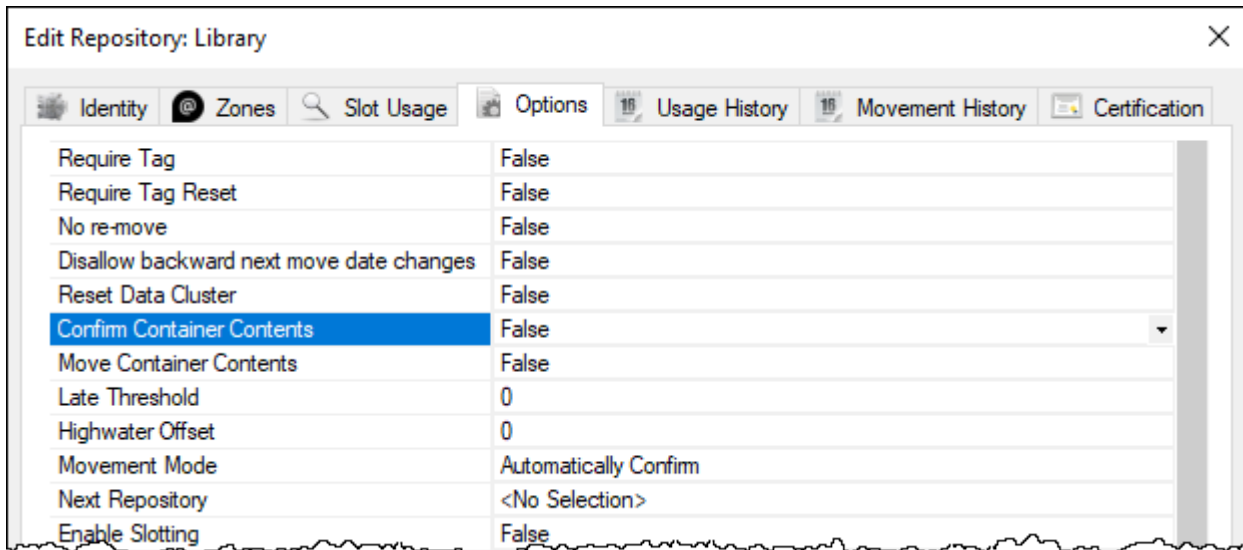 Edit Repository: Library
Identity Zones Slot Usage Options Usage History Movement History Certification
Require Tag False
Require Tag Reset False
No re-move False
Disallow backward next move date changes False
Reset Data Cluster False
Confirm Container Contents False
Move Container Contents False
Late Threshold 0
Highwater Offset 0
Movement Mode Automatically Confirm
Next Repository <No Selection>
Enable Slotting False